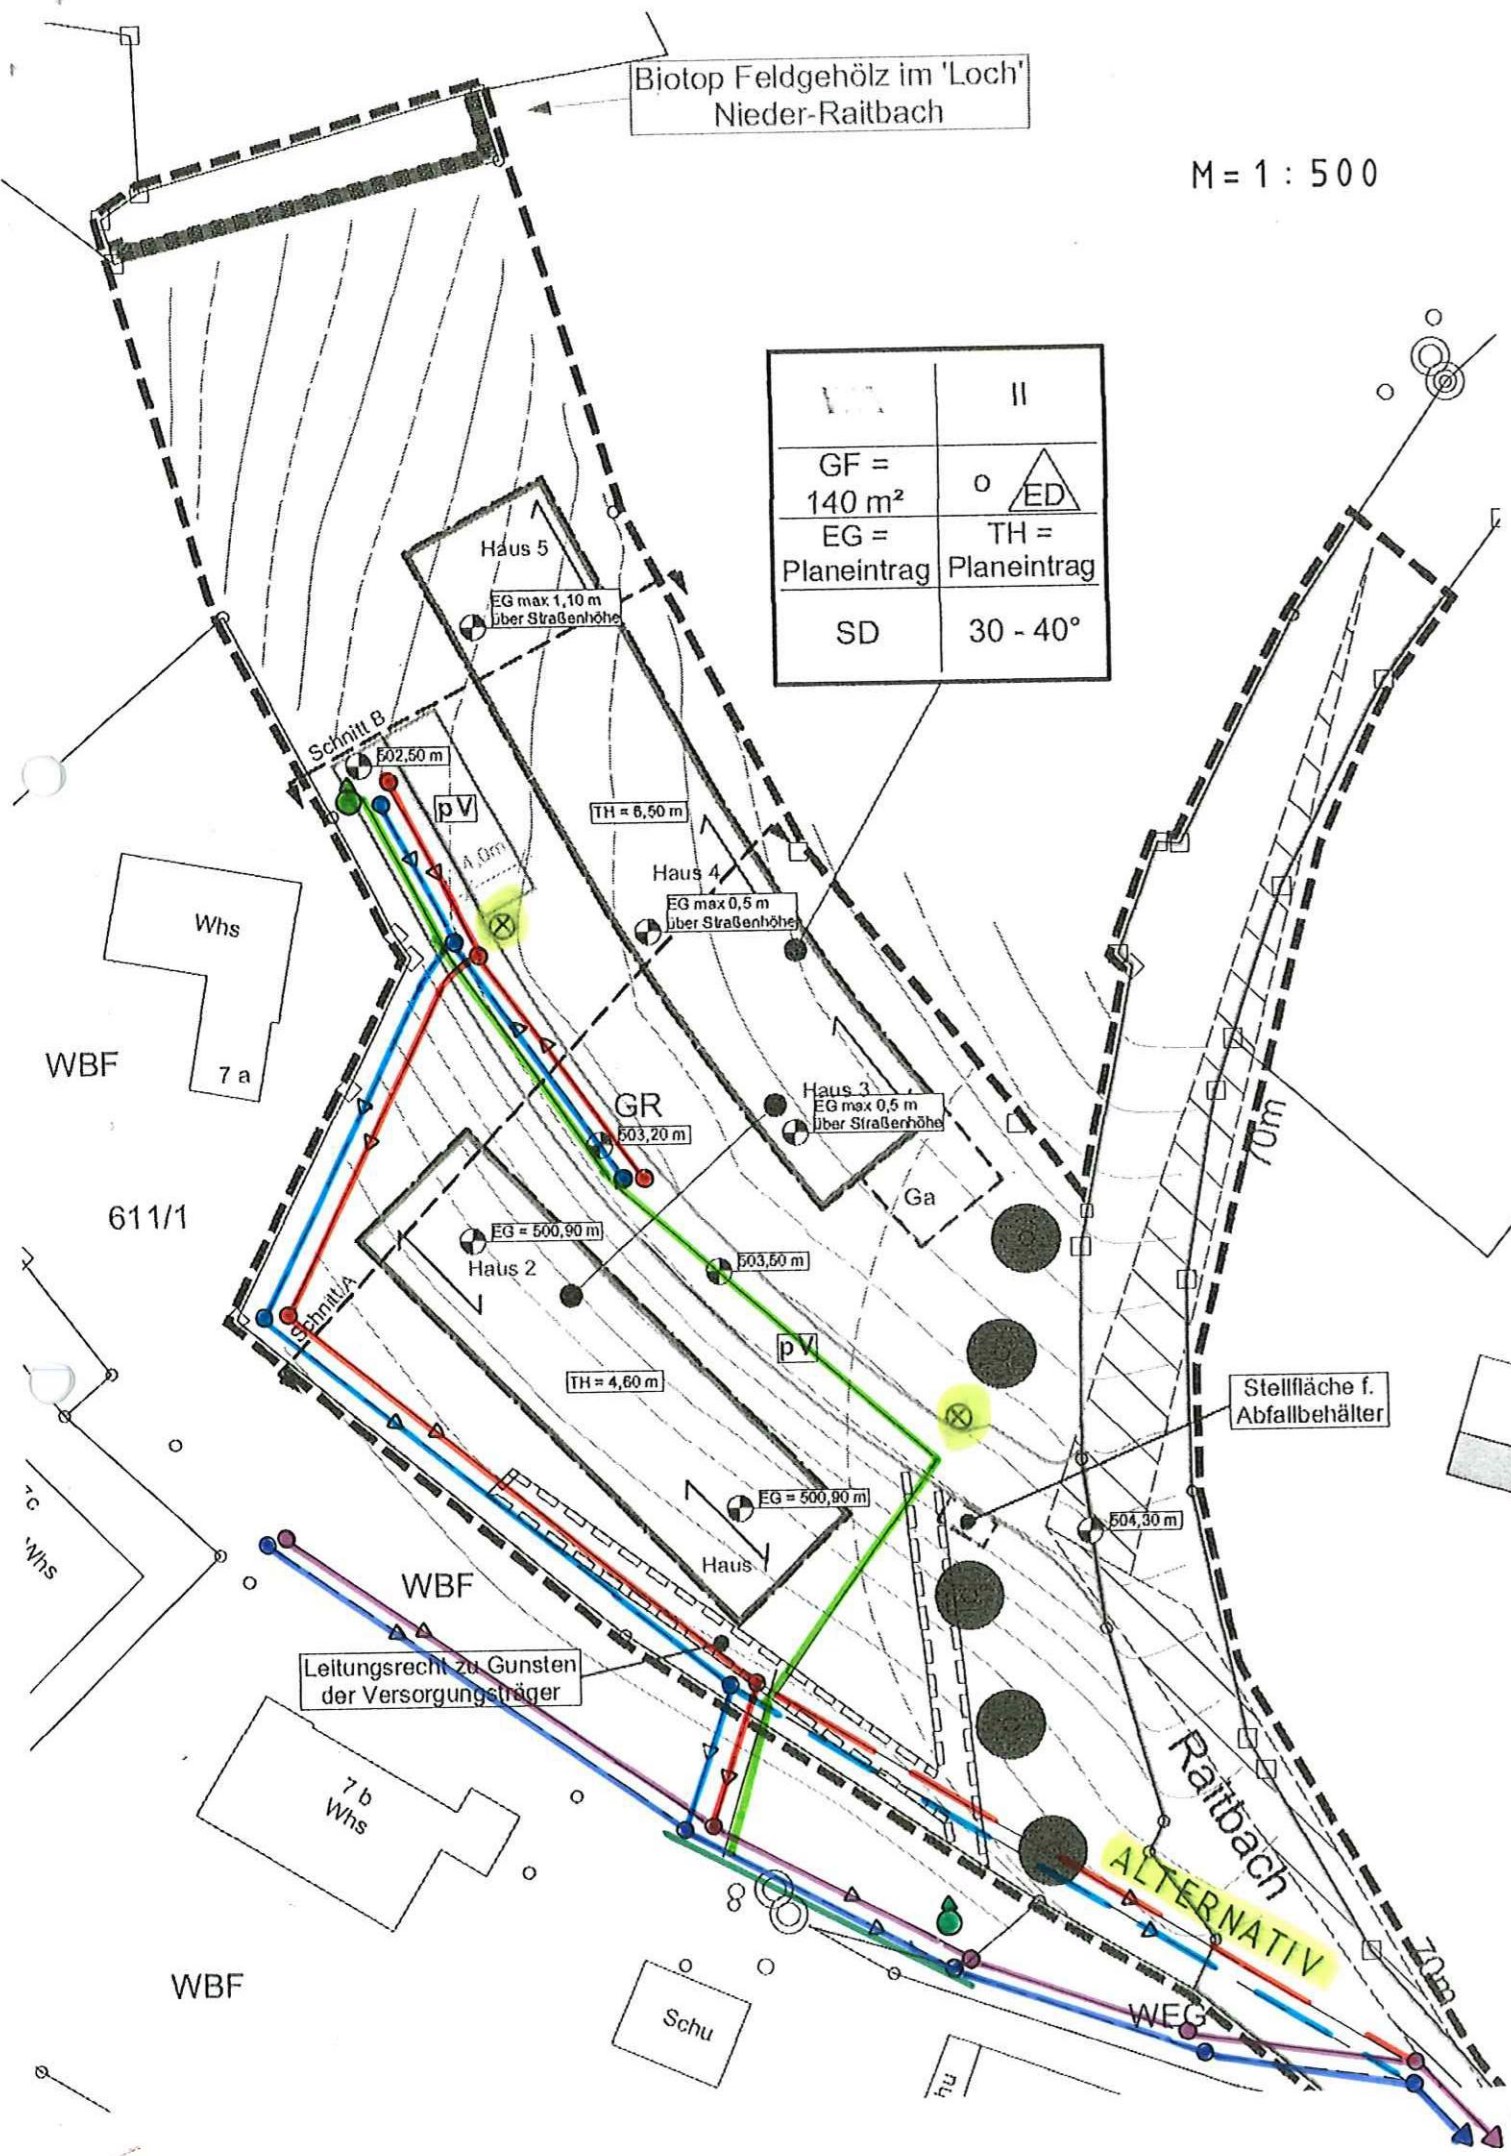 Biotop Feldgehölz im 'Loch'
Nieder-Raitbach
M = 1 : 500
II
GF =
140 m²
o
ED
EG =
Planeintrag
TH =
Planeintrag
SD
30 - 40°
Haus 5
EG max 1,10 m
über Straßenhöhe
Schnitt B
502,50 m
pV
TH = 6,50 m
Haus 4
EG max 0,5 m
über Straßenhöhe
Whs
7 a
WBF
GR
503,20 m
Haus 3
EG max 0,5 m
über Straßenhöhe
Ga
70m
611/1
EG = 500,90 m
Haus 2
503,50 m
Schnitt A
pV
TH = 4,60 m
Stellfläche f.
Abfallbehälter
EG = 500,90 m
504,30 m
Haus
Whs
WBF
Leitungsrecht zu Gunsten
der Versorgungsträger
7 b
Whs
Raitbach
ALTERNATIV
70m
WBF
Schu
WEG
hu